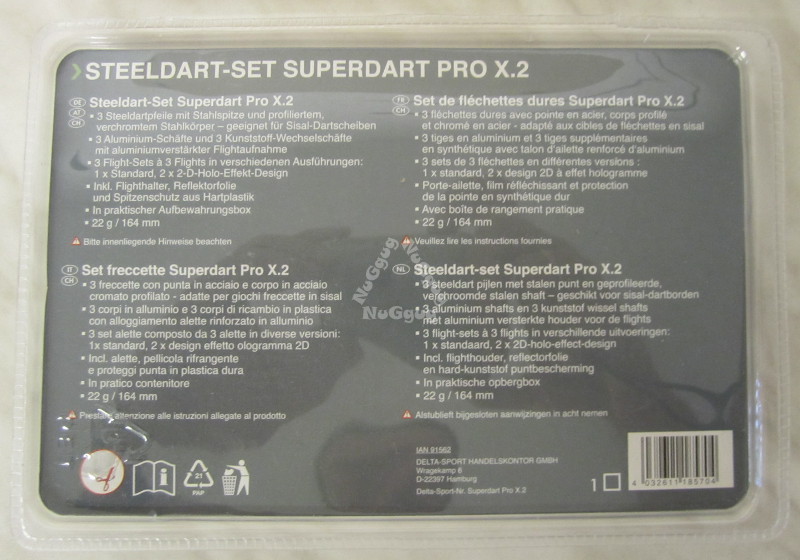 STEELDART-SET SUPERDART PRO X.2
DE AT CH
Steeldart-Set Superdart Pro X.2
▪ 3 Steeldartpfeile mit Stahlspitze und profiliertem,
verchromtem Stahlkörper – geeignet für Sisal-Dartscheiben
▪ 3 Aluminium-Schäfte und 3 Kunststoff-Wechselschäfte
mit aluminiumverstärkter Flightaufnahme
▪ 3 Flight-Sets à 3 Flights in verschiedenen Ausführungen:
1 x Standard, 2 x 2-D-Holo-Effekt-Design
▪ Inkl. Flighthalter, Reflektorfolie
und Spitzenschutz aus Hartplastik
▪ In praktischer Aufbewahrungsbox
▪ 22 g / 164 mm
Bitte innenliegende Hinweise beachten
FR CH
Set de fléchettes dures Superdart Pro X.2
▪ 3 fléchettes dures avec pointe en acier, corps profilé
et chromé en acier - adapté aux cibles de fléchettes en sisal
▪ 3 tiges en aluminium et 3 tiges supplémentaires
en synthétique avec talon d'ailette renforcé d'aluminium
▪ 3 sets de 3 fléchettes en différentes versions :
1 x standard, 2 x design 2D à effet hologramme
▪ Porte-ailette, film réfléchissant et protection
de la pointe en synthétique dur
▪ Avec boîte de rangement pratique
▪ 22 g / 164 mm
Veuillez lire les instructions fournies
IT CH
Set freccette Superdart Pro X.2
▪ 3 freccette con punta in acciaio e corpo in acciaio
cromato profilato - adatte per giochi freccette in sisal
▪ 3 corpi in alluminio e 3 corpi di ricambio in plastica
con alloggiamento alette rinforzato in alluminio
▪ 3 set alette composto da 3 alette in diverse versioni:
1x standard, 2 x design effetto ologramma 2D
▪ Incl. alette, pellicola rifrangente
e proteggi punta in plastica dura
▪ In pratico contenitore
▪ 22 g / 164 mm
Prestare attenzione alle istruzioni allegate al prodotto
NL
Steeldart-set Superdart Pro X.2
▪ 3 steeldart pijlen met stalen punt en geprofileerde,
verchroomde stalen shaft – geschikt voor sisal-dartborden
▪ 3 aluminium shafts en 3 kunststof wissel shafts
met aluminium versterkte houder voor de flights
▪ 3 flight-sets à 3 flights in verschillende uitvoeringen:
1 x standaard, 2 x 2D-holo-effect-design
▪ Incl. flighthouder, reflectorfolie
en hard-kunststof puntbescherming
▪ In praktische opbergbox
▪ 22 g / 164 mm
Alstublieft bijgesloten aanwijzingen in acht nemen
NuGgug
NuGgug
NuGgug
21
PAP
IAN 91562
DELTA-SPORT HANDELSKONTOR GMBH
Wragekamp 6
D-22397 Hamburg
Delta-Sport-Nr. Superdart Pro X.2
1
4 032611 185704